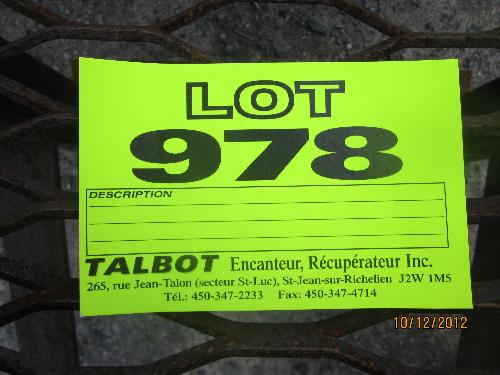 LOT
978
DESCRIPTION
TALBOT Encanteur, Récupérateur Inc.
265, rue Jean-Talon (secteur St-Luc), St-Jean-sur-Richelieu J2W 1M5
Tél.: 450-347-2233 Fax: 450-347-4714
10/12/2012